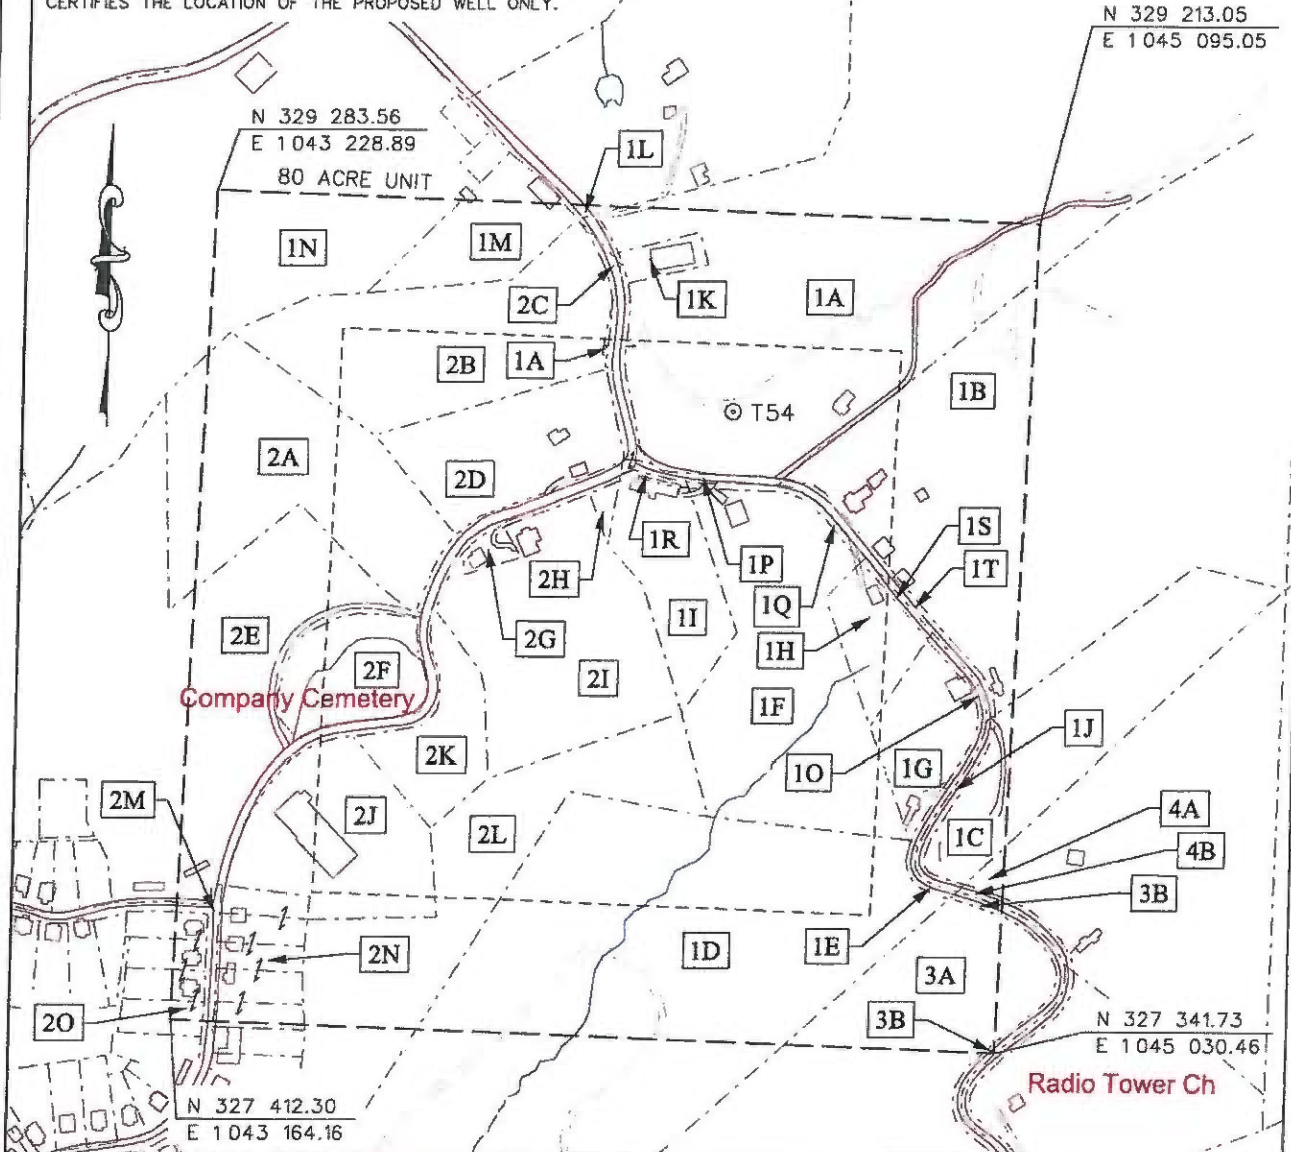 CERTIFIES THE LOCATION OF THE PROPOSED WELL ONLY.
N 329 213.05
E 1 045 095.05
N 329 283.56
E 1 043 228.89
80 ACRE UNIT
1L
1N
1M
1K
1A
2C
2B
1A
1B
T54
2A
2D
1R
1P
1S
1T
2H
1Q
2G
1I
1H
2E
2F
2I
1F
Company Cemetery
2K
1O
1G
1J
2M
2J
2L
1C
4A
4B
3B
2N
1D
1E
3A
2O
3B
N 327 341.73
E 1 045 030.46
Radio Tower Ch
N 327 412.30
E 1 043 164.16